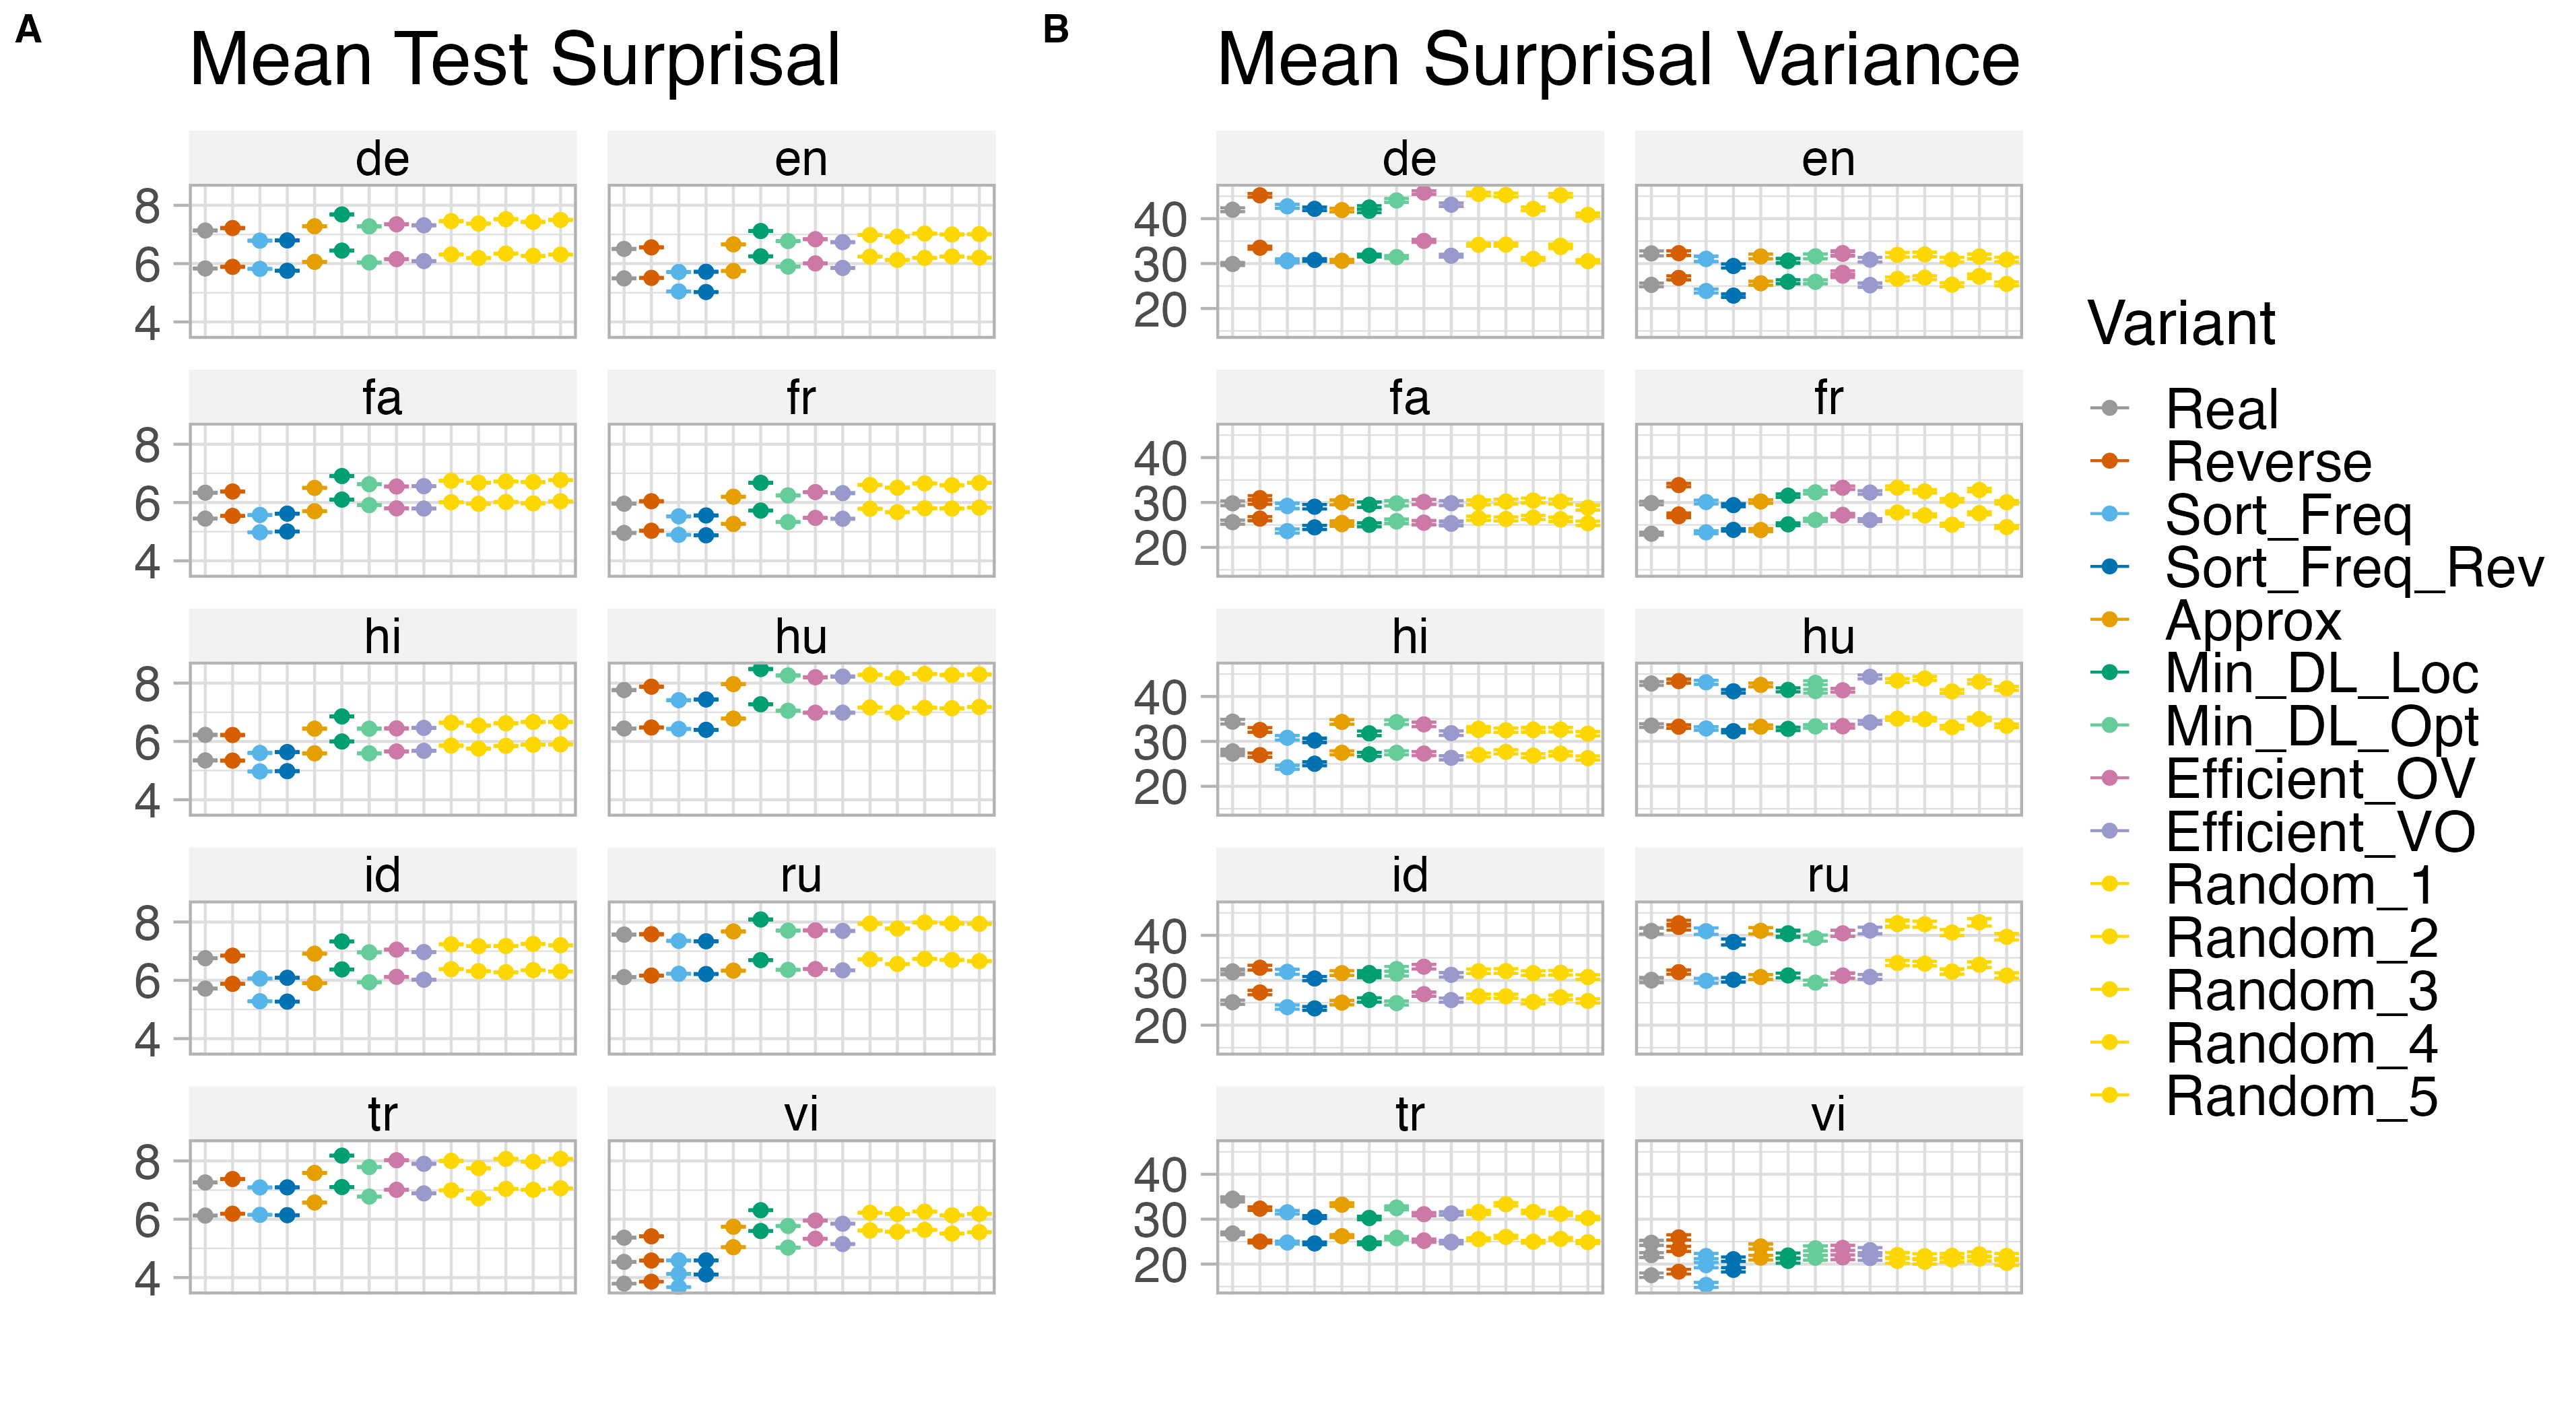 A
Mean Test Surprisal
de
en
8
6
4
fa
fr
8
6
4
hi
hu
8
6
4
id
ru
8
6
4
tr
vi
8
6
4
B
Mean Surprisal Variance
de
en
40
30
20
fa
fr
40
30
20
hi
hu
40
30
20
id
ru
40
30
20
tr
vi
40
30
20
Variant
Real
Reverse
Sort_Freq
Sort_Freq_Rev
Approx
Min_DL_Loc
Min_DL_Opt
Efficient_OV
Efficient_VO
Random_1
Random_2
Random_3
Random_4
Random_5